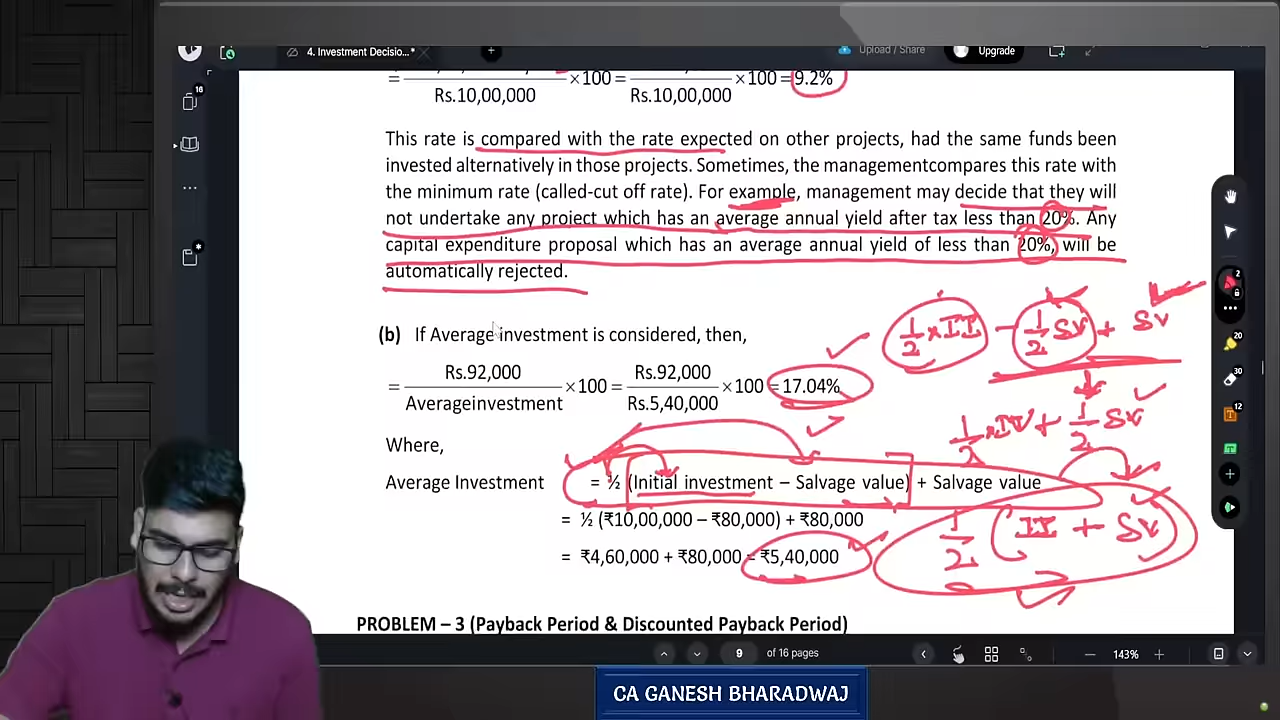 4. Investment Decisio...*
+
Upload / Share
Upgrade
= ×100 = ×100 = 9.2%
Rs.10,00,000 Rs.10,00,000
This rate is compared with the rate expected on other projects, had the same funds been
invested alternatively in those projects. Sometimes, the managementcompares this rate with
the minimum rate (called-cut off rate). For example, management may decide that they will
not undertake any project which has an average annual yield after tax less than 20%. Any
capital expenditure proposal which has an average annual yield of less than 20%, will be
automatically rejected.
(b) If Average investment is considered, then,
½ × II - ½ SV + SV
Rs.92,000 Rs.92,000
= ×100 = ×100 = 17.04%
Averageinvestment Rs.5,40,000
½ × IV + ½ SV
Where,
Average Investment = ½ (Initial investment – Salvage value) + Salvage value
= ½ (₹10,00,000 – ₹80,000) + ₹80,000
½ (II + SV)
= ₹4,60,000 + ₹80,000 = ₹5,40,000
PROBLEM – 3 (Payback Period & Discounted Payback Period)
9 of 16 pages
143%
16
2
20
30
12
CA GANESH BHARADWAJ